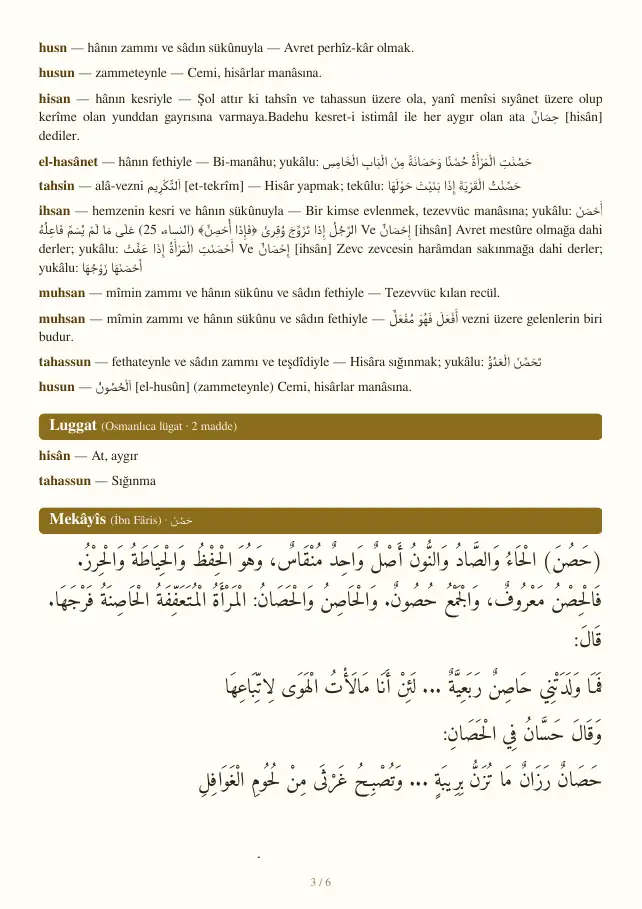 husn — hânın zammı ve sâdın sükûnuyla — Avret perhîz-kâr olmak.
husun — zammeteynle — Cemi, hisârlar manâsına.
hisan — hânın kesriyle — Şol attır ki tahsîn ve tahassun üzere ola, yanî menîsi sıyânet üzere olup
kerîme olan yunddan gayrısına varmaya.Badehu kesret-i istimâl ile her aygır olan ata حِصَانٌ [hisân]
dediler.
el-hasânet — hânın fethiyle — Bi-manâhu; yukâlu: حَصُنَتِ الْمَرْأَةُ حُصْنًا وَحَصَانَةً مِنَ الْبَابِ الْخَامِسِ
tahsin — alâ-vezni اَلتَّكْرِيم [et-tekrîm] — Hisâr yapmak; tekûlu: حَصَّنْتُ الْقَرْيَةَ إِذَا بَنَيْتَ حَوْلَهَا
ihsan — hemzenin kesri ve hânın sükûnuyla — Bir kimse evlenmek, tezevvüc manâsına; yukâlu: أَحْصَنَ
الرَّجُلُ إِذَا تَزَوَّجَ وَقُرِئَ ﴿فَإِذَا أُحْصِنَّ﴾ (النساء، 25) عَلَى مَا لَمْ يُسَمَّ فَاعِلُهُ Ve إِحْصَانٌ [ihsân] Avret mestûre olmağa dahi
derler; yukâlu: أَحْصَنَتِ الْمَرْأَةُ إِذَا عَفَّتْ Ve إِحْصَانٌ [ihsân] Zevc zevcesin harâmdan sakınmağa dahi derler;
yukâlu: أَحْصَنَهَا زَوْجُهَا
muhsan — mîmin zammı ve hânın sükûnu ve sâdın fethiyle — Tezevvüc kılan recül.
muhsan — mîmin zammı ve hânın sükûnu ve sâdın fethiyle — أَفْعَلَ فَهُوَ مُفْعَلٌ vezni üzere gelenlerin biri
budur.
tahassun — fethateynle ve sâdın zammı ve teşdîdiyle — Hisâra sığınmak; yukâlu: تَحَصَّنَ الْعَدُوُّ
husun — اَلْحُصُونُ [el-husûn] (zammeteynle) Cemi, hisârlar manâsına.
Luggat (Osmanlıca lügat · 2 madde)
hisân — At, aygır
tahassun — Sığınma
Mekâyîs (İbn Fâris) · حَصُنَ
(حَصُنَ) الْحَاءُ وَالصَّادُ وَالنُّونُ أَصْلٌ وَاحِدٌ مُنْقَاسٌ، وَهُوَ الْحِفْظُ وَالْحِيَاطَةُ وَالْحِرْزُ.
فَالْحِصْنُ مَعْرُوفٌ، وَالْجَمْعُ حُصُونٌ. وَالْحَاصِنُ وَالْحَصَانُ: الْمَرْأَةُ الْمُتَعَفِّفَةُ الْحَاصِنَةُ فَرْجَهَا.
قَالَ:
فَمَا وَلَدَتْنِي حَاصِنٌ رَبَعِيَّةٌ ... لَئِنْ أَنَا مَالَأْتُ الْهَوَى لِاتِّبَاعِهَا
وَقَالَ حَسَّانُ فِي الْحَصَانِ:
حَصَانٌ رَزَانٌ مَا تُزَنُّ بِرِيبَةٍ ... وَتُصْبِحُ غَرْثَى مِنْ لُحُومِ الْغَوَافِلِ
3 / 6